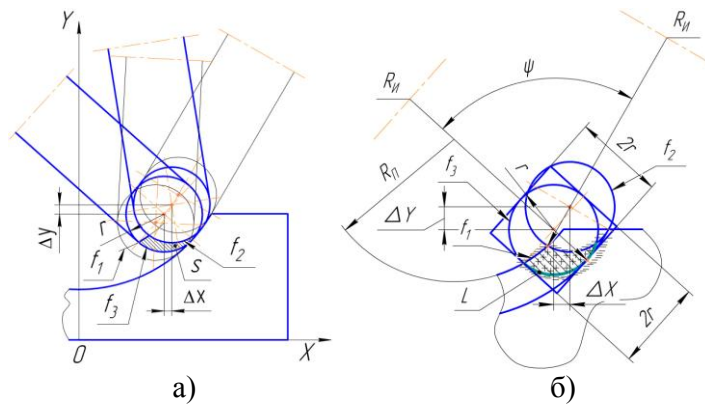 Y
r
Δy
f₁
f₃
S
f₂
ΔX
O
X
а)
Rи
Rи
ψ
2r
f₂
Rп
r
f₃
ΔY
f₁
L
ΔX
2r
б)